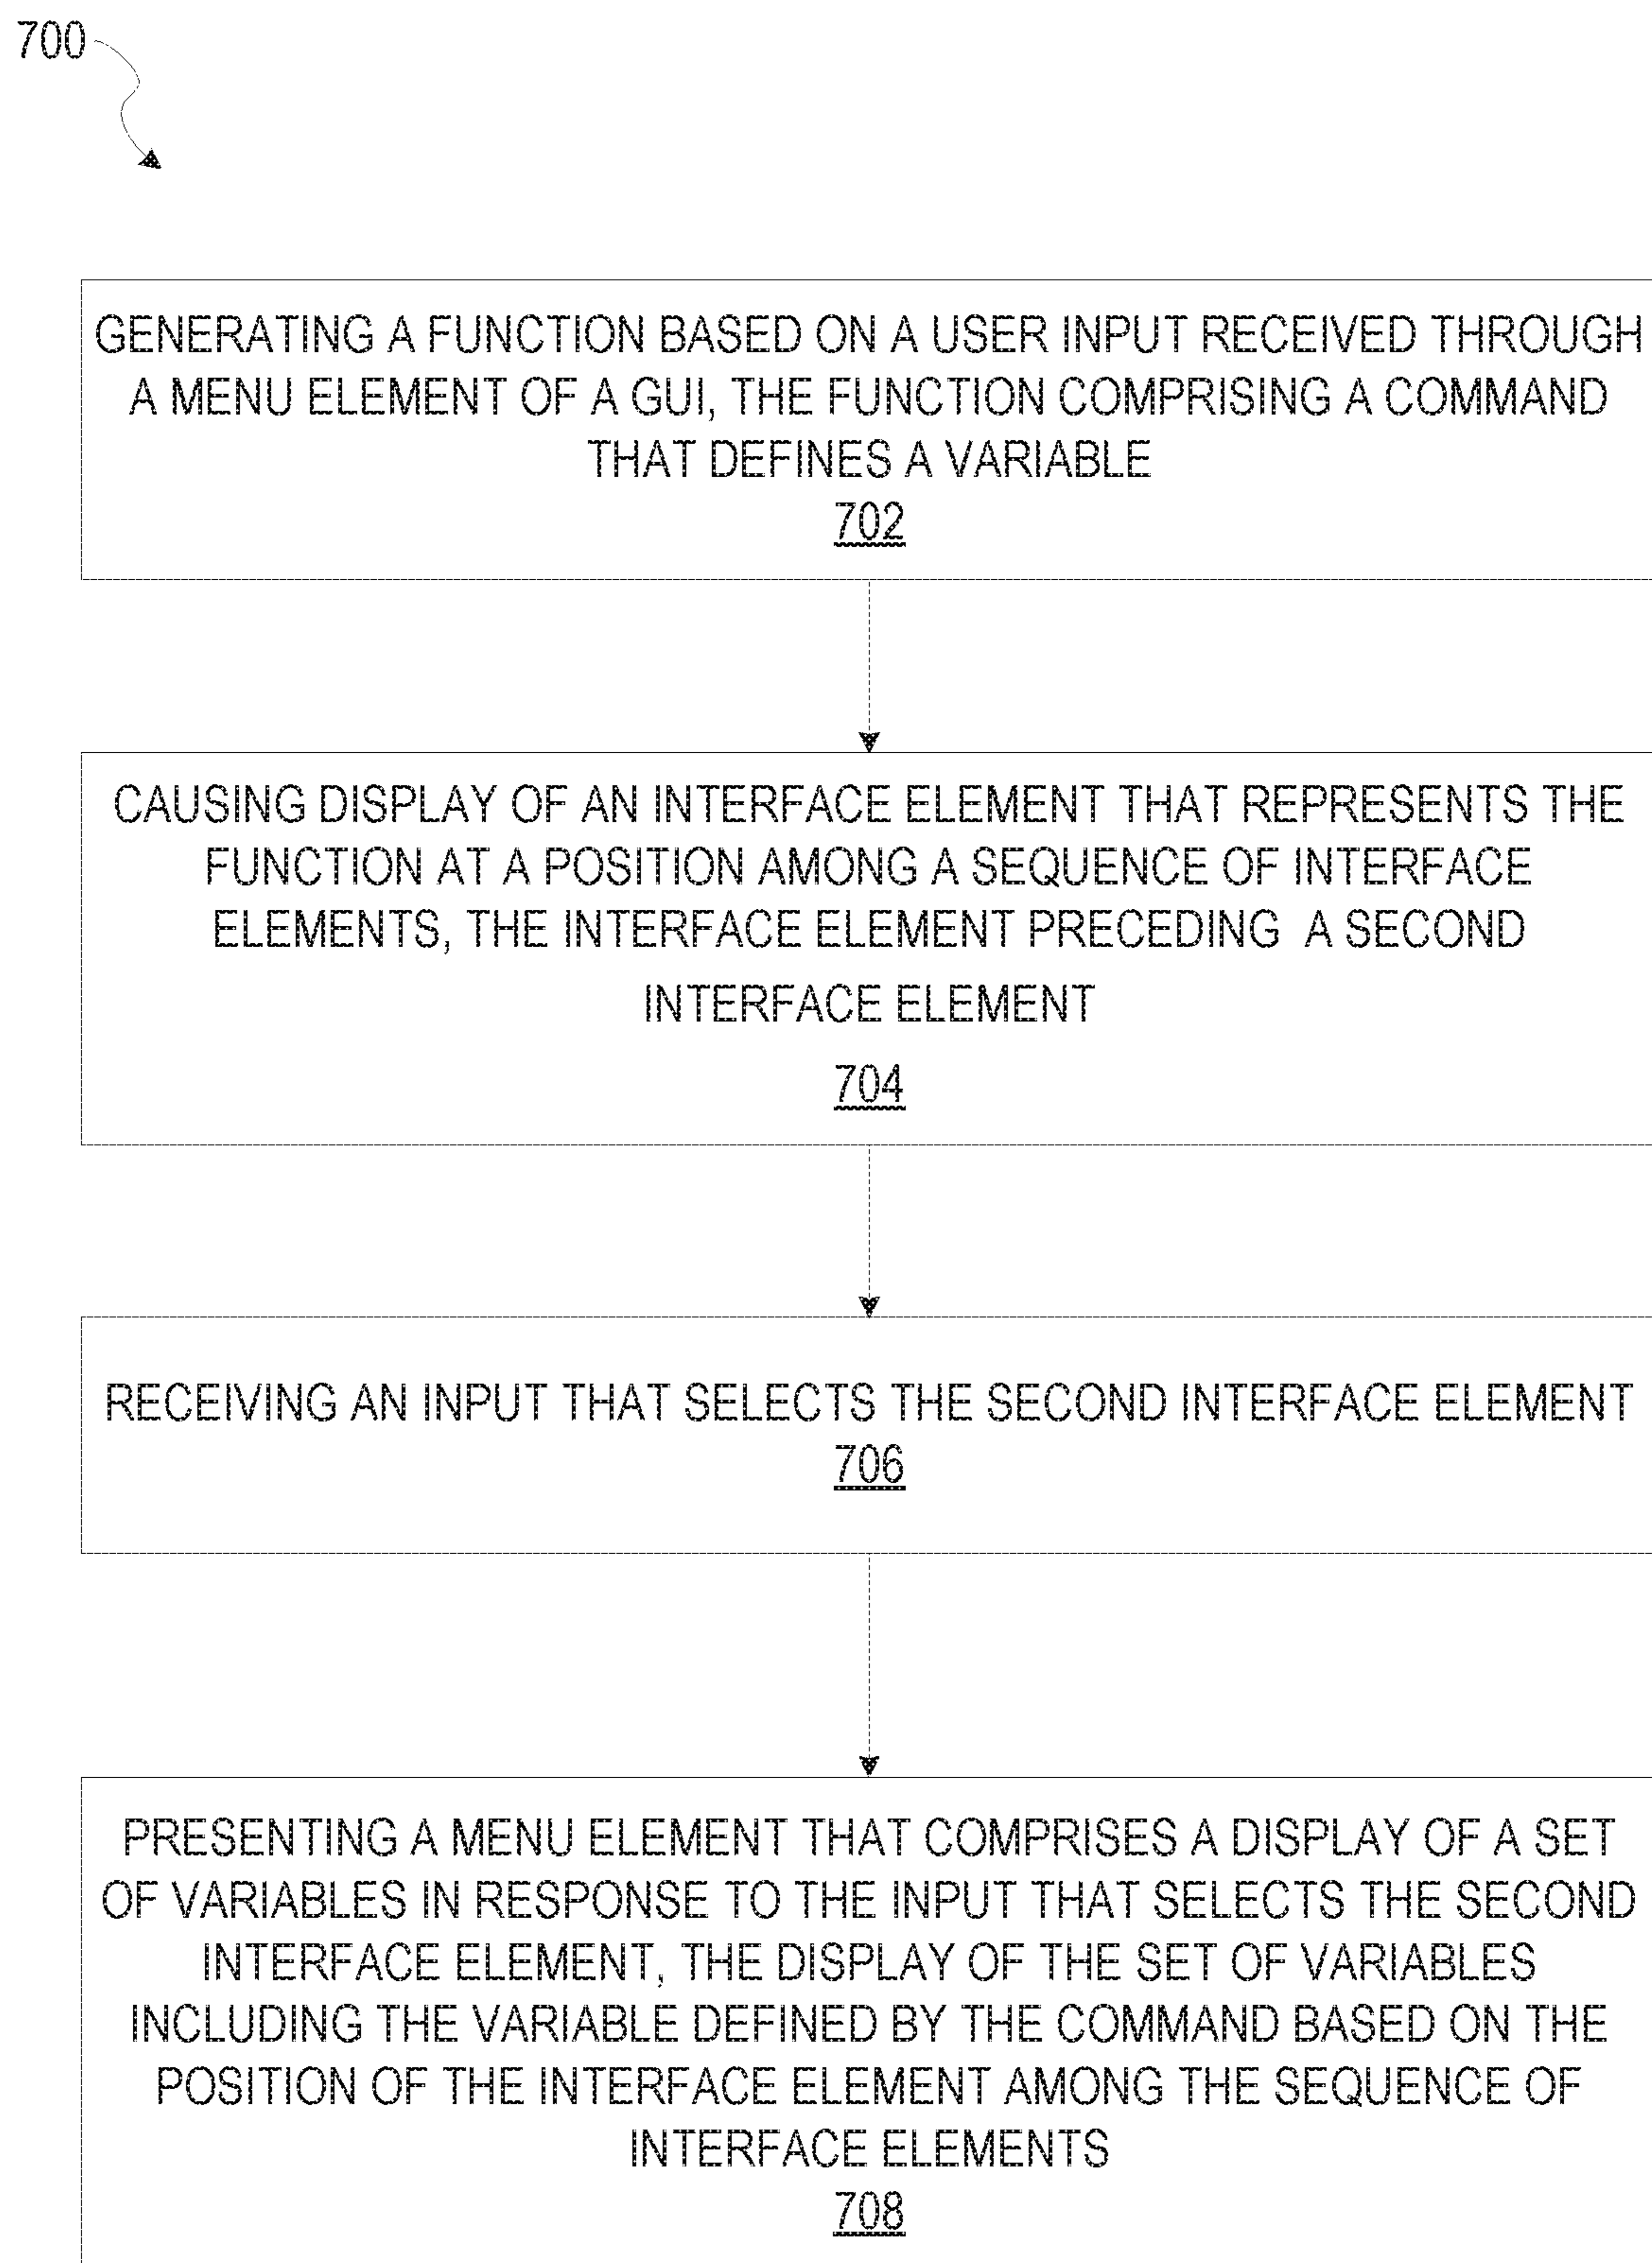 700
GENERATING A FUNCTION BASED ON A USER INPUT RECEIVED THROUGH
A MENU ELEMENT OF A GUI, THE FUNCTION COMPRISING A COMMAND
THAT DEFINES A VARIABLE
702
CAUSING DISPLAY OF AN INTERFACE ELEMENT THAT REPRESENTS THE
FUNCTION AT A POSITION AMONG A SEQUENCE OF INTERFACE
ELEMENTS, THE INTERFACE ELEMENT PRECEDING A SECOND
INTERFACE ELEMENT
704
RECEIVING AN INPUT THAT SELECTS THE SECOND INTERFACE ELEMENT
706
PRESENTING A MENU ELEMENT THAT COMPRISES A DISPLAY OF A SET
OF VARIABLES IN RESPONSE TO THE INPUT THAT SELECTS THE SECOND
INTERFACE ELEMENT, THE DISPLAY OF THE SET OF VARIABLES
INCLUDING THE VARIABLE DEFINED BY THE COMMAND BASED ON THE
POSITION OF THE INTERFACE ELEMENT AMONG THE SEQUENCE OF
INTERFACE ELEMENTS
708